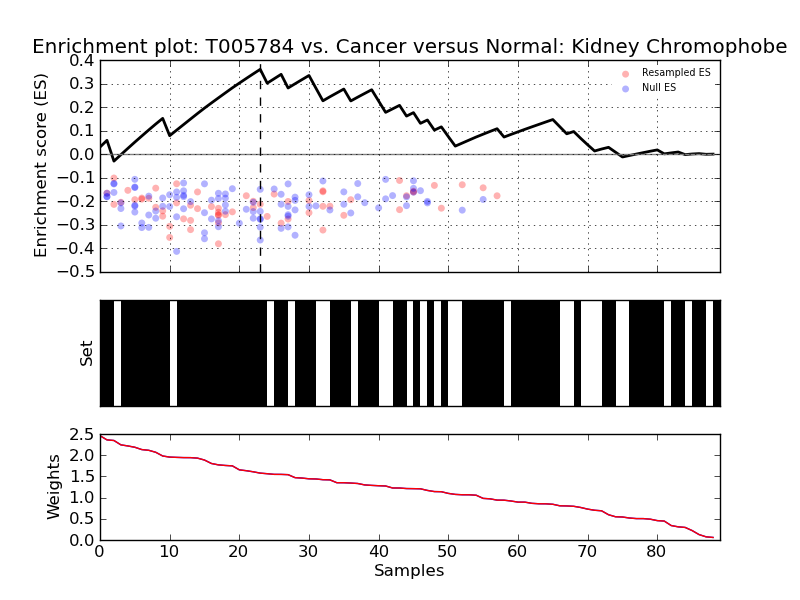 Enrichment plot: T005784 vs. Cancer versus Normal: Kidney Chromophobe
0.4
0.3
0.2
0.1
0.0
−0.1
−0.2
−0.3
−0.4
−0.5
Enrichment score (ES)
Resampled ES
Null ES
Set
2.5
2.0
1.5
1.0
0.5
0.0
Weights
0 10 20 30 40 50 60 70 80
Samples